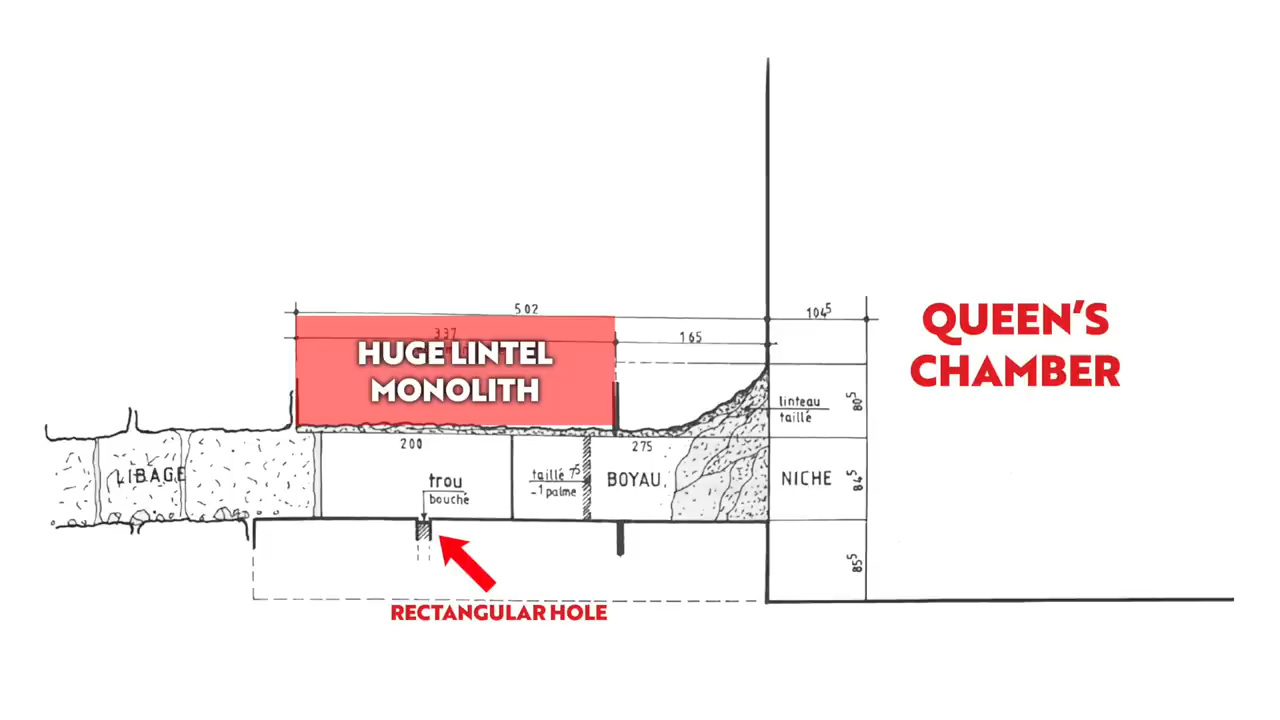 502
104⁵
337
165
HUGE LINTEL
MONOLITH
QUEEN'S
CHAMBER
linteau
taillé
80⁵
200
275
LIBAGE
trou
bouché
taillé 7⁵
-1 palme
BOYAU
NICHE
84⁵
85⁵
RECTANGULAR HOLE